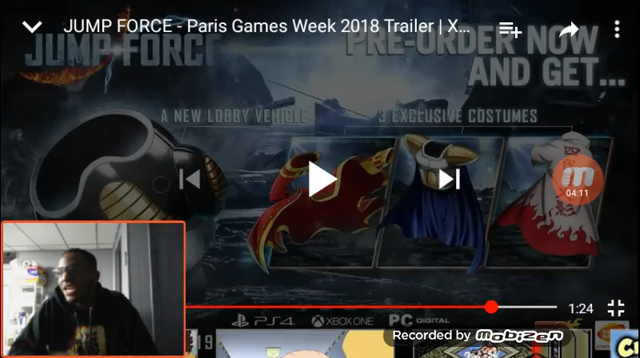 JUMP FORCE - Paris Games Week 2018 Trailer | X...
JUMP FORCE
PRE-ORDER NOW
AND GET...
A NEW LOBBY VEHICLE
3 EXCLUSIVE COSTUMES
04:11
1:24
PS4 XBOX ONE PC DIGITAL
19
Recorded by mobizen